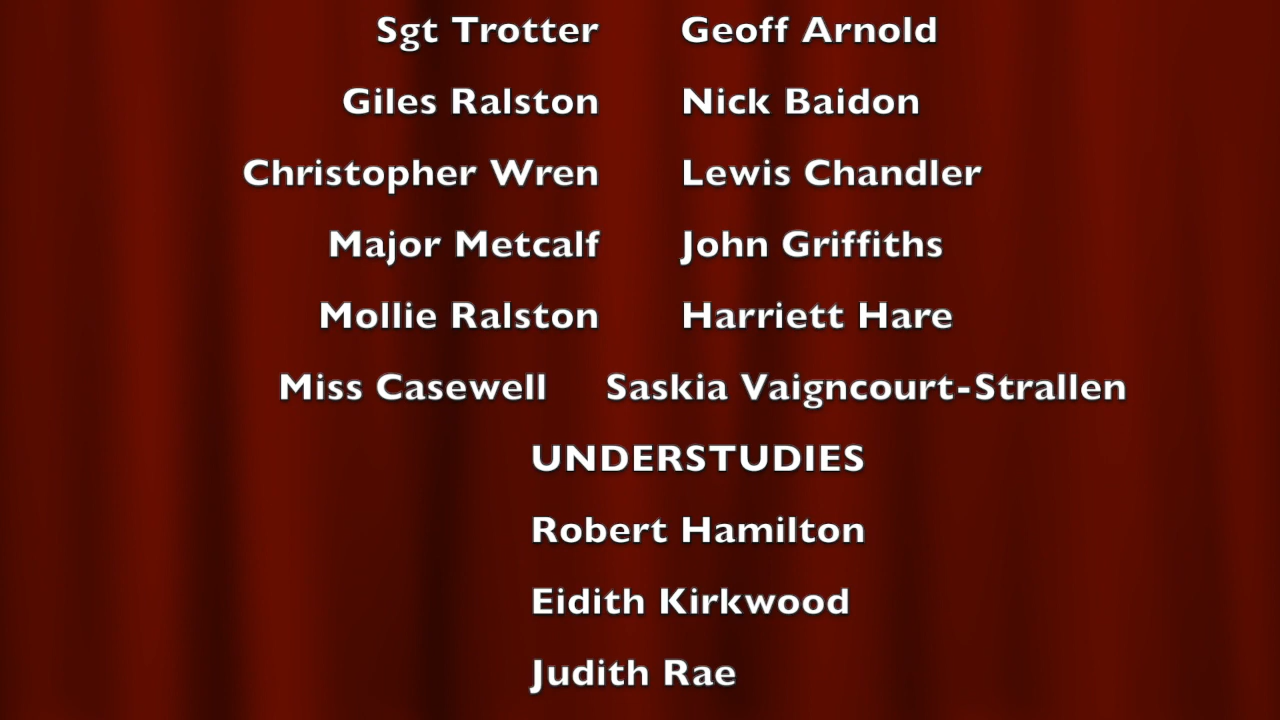 Sgt Trotter Geoff Arnold
Giles Ralston Nick Baidon
Christopher Wren Lewis Chandler
Major Metcalf John Griffiths
Mollie Ralston Harriett Hare
Miss Casewell Saskia Vaigncourt-Strallen
UNDERSTUDIES
Robert Hamilton
Eidith Kirkwood
Judith Rae